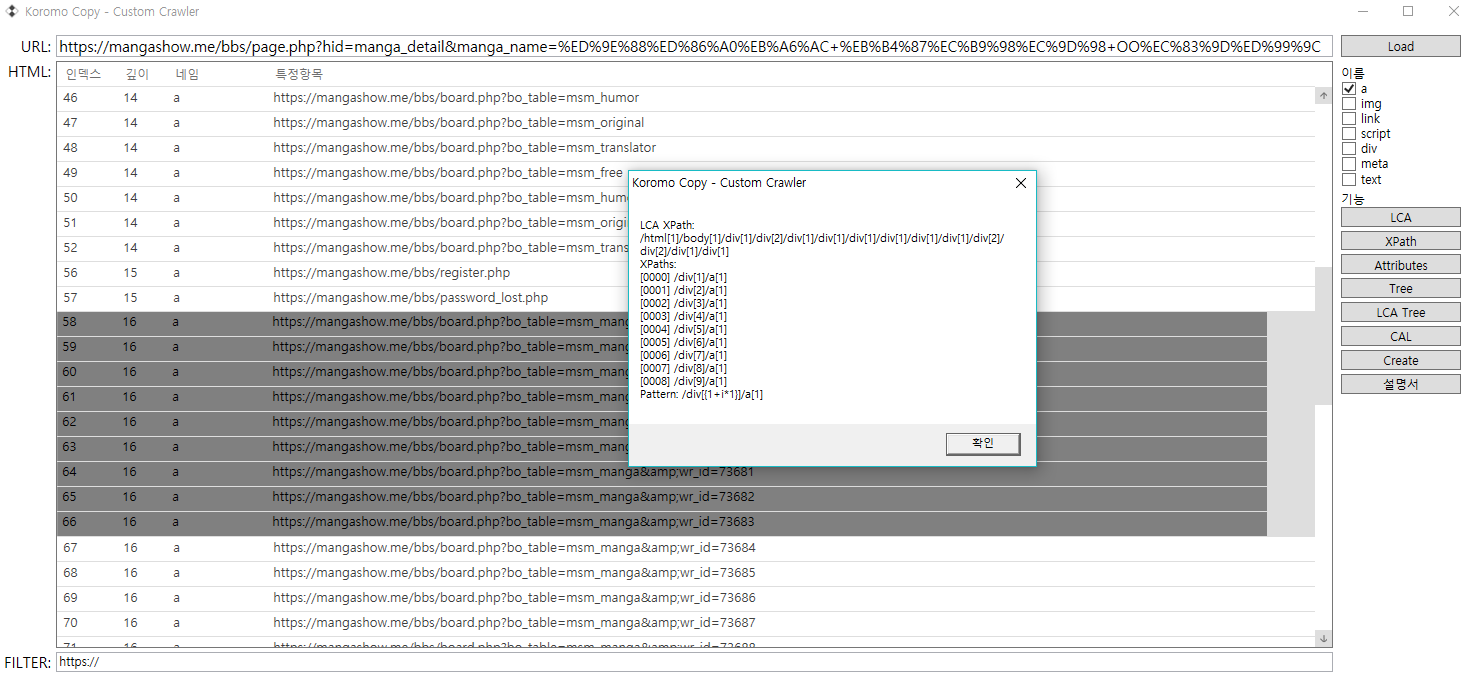 Koromo Copy - Custom Crawler
URL: https://mangashow.me/bbs/page.php?hid=manga_detail&manga_name=%ED%9E%88%ED%86%A0%EB%A6%AC+%EB%B4%87%EC%B9%98%EC%9D%98+OO%EC%83%9D%ED%99%9C Load
HTML:
인덱스 깊이 네임 특정항목
46 14 a https://mangashow.me/bbs/board.php?bo_table=msm_humor
47 14 a https://mangashow.me/bbs/board.php?bo_table=msm_original
48 14 a https://mangashow.me/bbs/board.php?bo_table=msm_translator
49 14 a https://mangashow.me/bbs/board.php?bo_table=msm_free
50 14 a https://mangashow.me/bbs/board.php?bo_table=msm_hum
51 14 a https://mangashow.me/bbs/board.php?bo_table=msm_origi
52 14 a https://mangashow.me/bbs/board.php?bo_table=msm_trans
56 15 a https://mangashow.me/bbs/register.php
57 15 a https://mangashow.me/bbs/password_lost.php
58 16 a https://mangashow.me/bbs/board.php?bo_table=msm_mang
59 16 a https://mangashow.me/bbs/board.php?bo_table=msm_mang
60 16 a https://mangashow.me/bbs/board.php?bo_table=msm_mang
61 16 a https://mangashow.me/bbs/board.php?bo_table=msm_mang
62 16 a https://mangashow.me/bbs/board.php?bo_table=msm_mang
63 16 a https://mangashow.me/bbs/board.php?bo_table=msm_mang
64 16 a https://mangashow.me/bbs/board.php?bo_table=msm_manga&amp;wr_id=73681
65 16 a https://mangashow.me/bbs/board.php?bo_table=msm_manga&amp;wr_id=73682
66 16 a https://mangashow.me/bbs/board.php?bo_table=msm_manga&amp;wr_id=73683
67 16 a https://mangashow.me/bbs/board.php?bo_table=msm_manga&amp;wr_id=73684
68 16 a https://mangashow.me/bbs/board.php?bo_table=msm_manga&amp;wr_id=73685
69 16 a https://mangashow.me/bbs/board.php?bo_table=msm_manga&amp;wr_id=73686
70 16 a https://mangashow.me/bbs/board.php?bo_table=msm_manga&amp;wr_id=73687
71 16 a https://mangashow.me/bbs/board.php?bo_table=msm_manga&amp;wr_id=73688
FILTER: https://
Koromo Copy - Custom Crawler
LCA XPath:
/html[1]/body[1]/div[1]/div[2]/div[1]/div[1]/div[1]/div[1]/div[1]/div[1]/div[2]/
div[2]/div[1]/div[1]
XPaths:
[0000] /div[1]/a[1]
[0001] /div[2]/a[1]
[0002] /div[3]/a[1]
[0003] /div[4]/a[1]
[0004] /div[5]/a[1]
[0005] /div[6]/a[1]
[0006] /div[7]/a[1]
[0007] /div[8]/a[1]
[0008] /div[9]/a[1]
Pattern: /div[{1+i*1}]/a[1]
확인
이름
a
img
link
script
div
meta
text
기능
LCA
XPath
Attributes
Tree
LCA Tree
CAL
Create
설명서